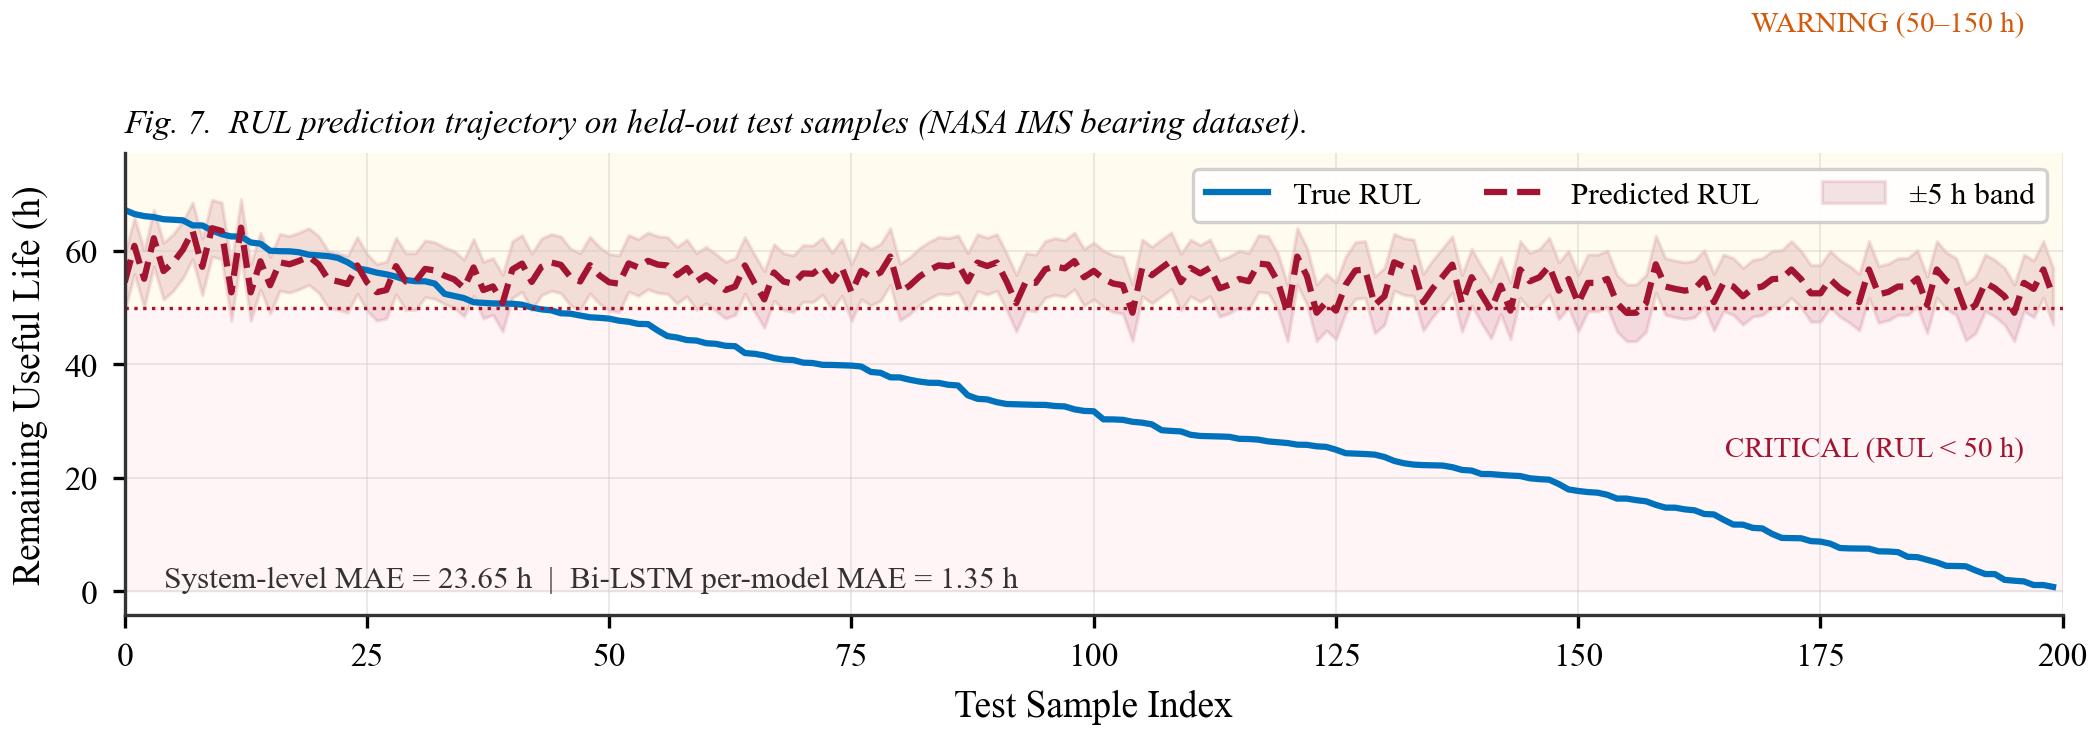 WARNING (50–150 h)
Fig. 7. RUL prediction trajectory on held-out test samples (NASA IMS bearing dataset).
True RUL
Predicted RUL
±5 h band
Remaining Useful Life (h)
60
40
20
0
CRITICAL (RUL < 50 h)
System-level MAE = 23.65 h | Bi-LSTM per-model MAE = 1.35 h
0 25 50 75 100 125 150 175 200
Test Sample Index